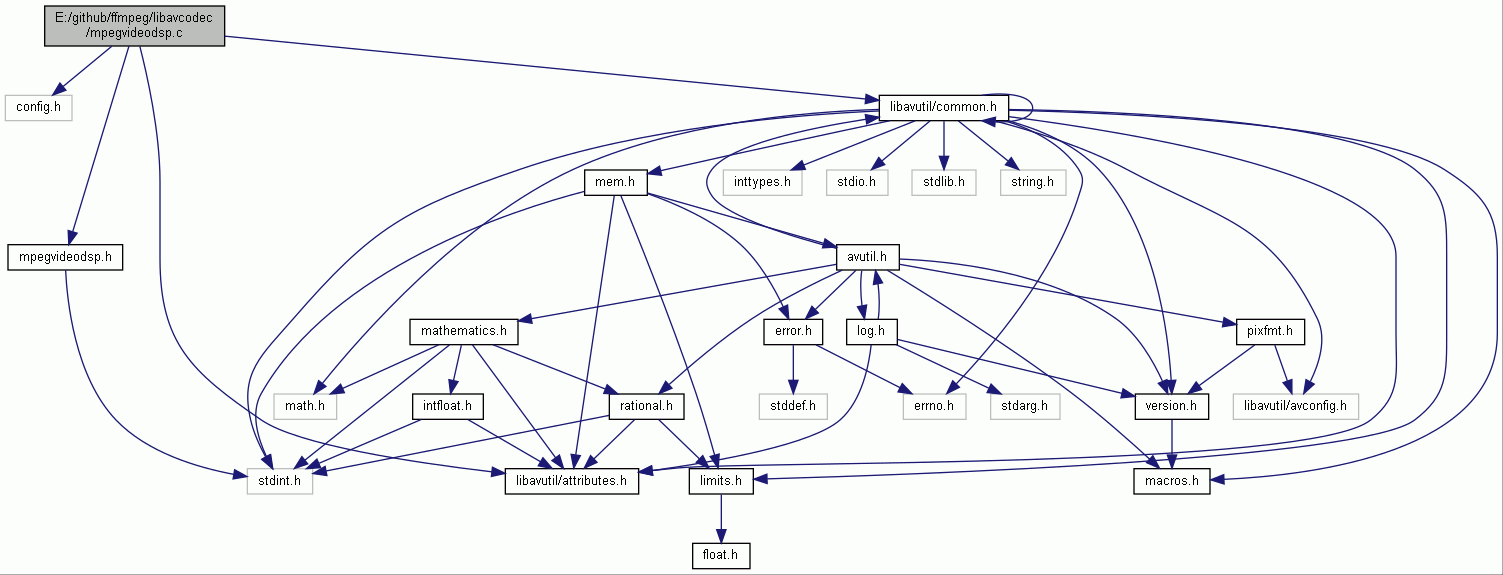 E:/github/ffmpeg/libavcodec
/mpegvideodsp.c
config.h
libavutil/common.h
mem.h
inttypes.h
stdio.h
stdlib.h
string.h
mpegvideodsp.h
avutil.h
mathematics.h
error.h
log.h
pixfmt.h
math.h
intfloat.h
rational.h
stddef.h
errno.h
stdarg.h
version.h
libavutil/avconfig.h
stdint.h
libavutil/attributes.h
limits.h
macros.h
float.h